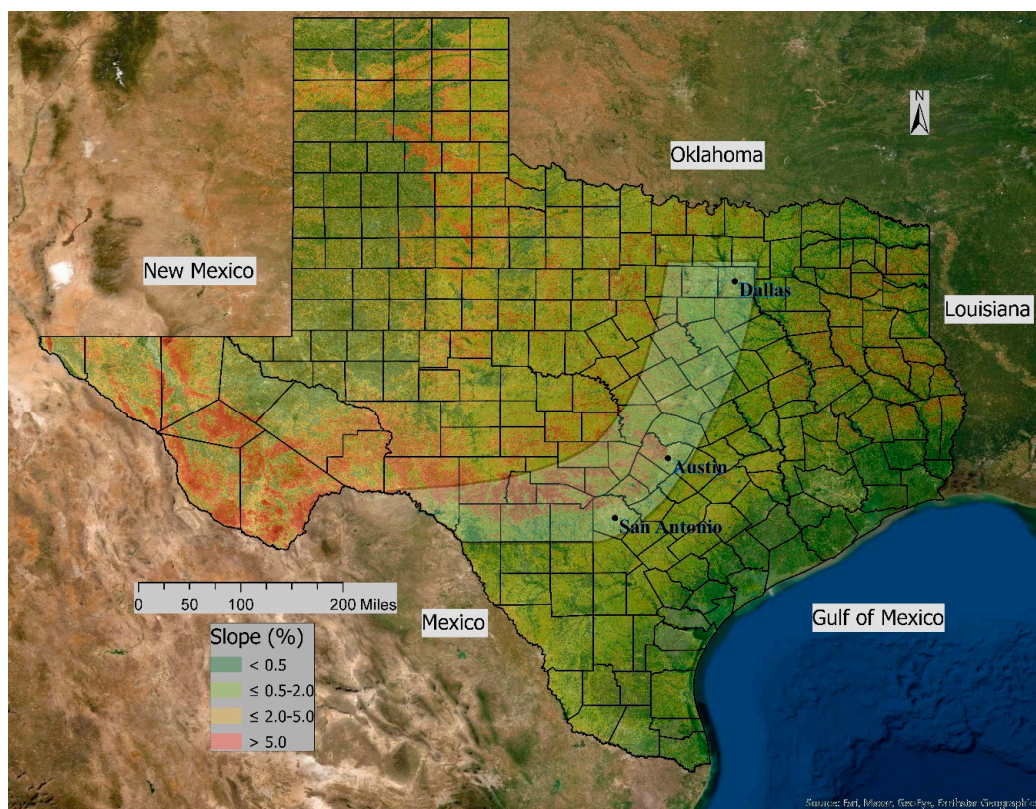 N
Oklahoma
New Mexico
Dallas
Louisiana
Austin
San Antonio
0 50 100 200 Miles
Mexico
Gulf of Mexico
Slope (%)
< 0.5
≤ 0.5-2.0
≤ 2.0-5.0
> 5.0
Source: Esri, Maxar, GeoEye, Earthstar Geographics